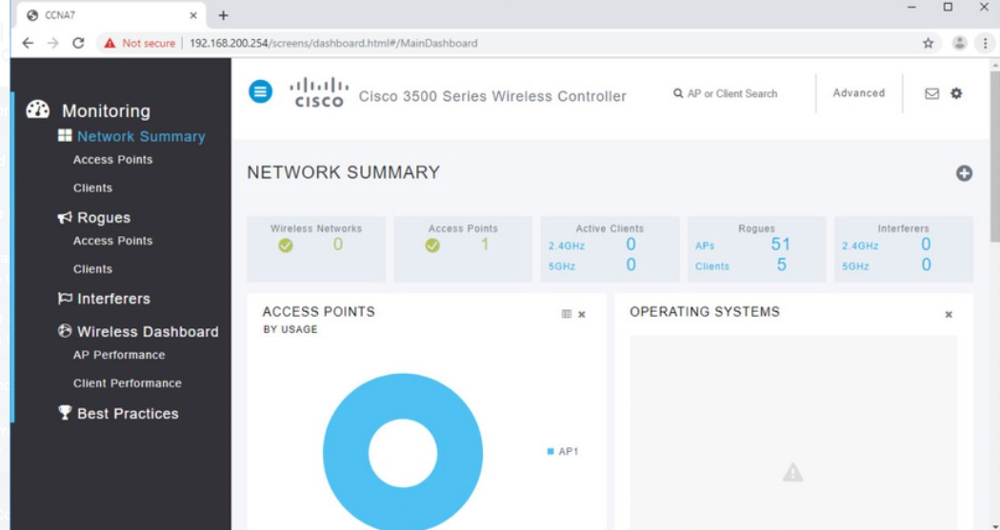 CCNA7
Not secure | 192.168.200.254/screens/dashboard.html#/MainDashboard
Monitoring
Network Summary
Access Points
Clients
Rogues
Access Points
Clients
Interferers
Wireless Dashboard
AP Performance
Client Performance
Best Practices
CISCO
Cisco 3500 Series Wireless Controller
AP or Client Search
Advanced
NETWORK SUMMARY
Wireless Networks
0
Access Points
1
Active Clients
2.4GHz 0
5GHz 0
Rogues
APs 51
Clients 5
Interferers
2.4GHz 0
5GHz 0
ACCESS POINTS
BY USAGE
AP1
OPERATING SYSTEMS